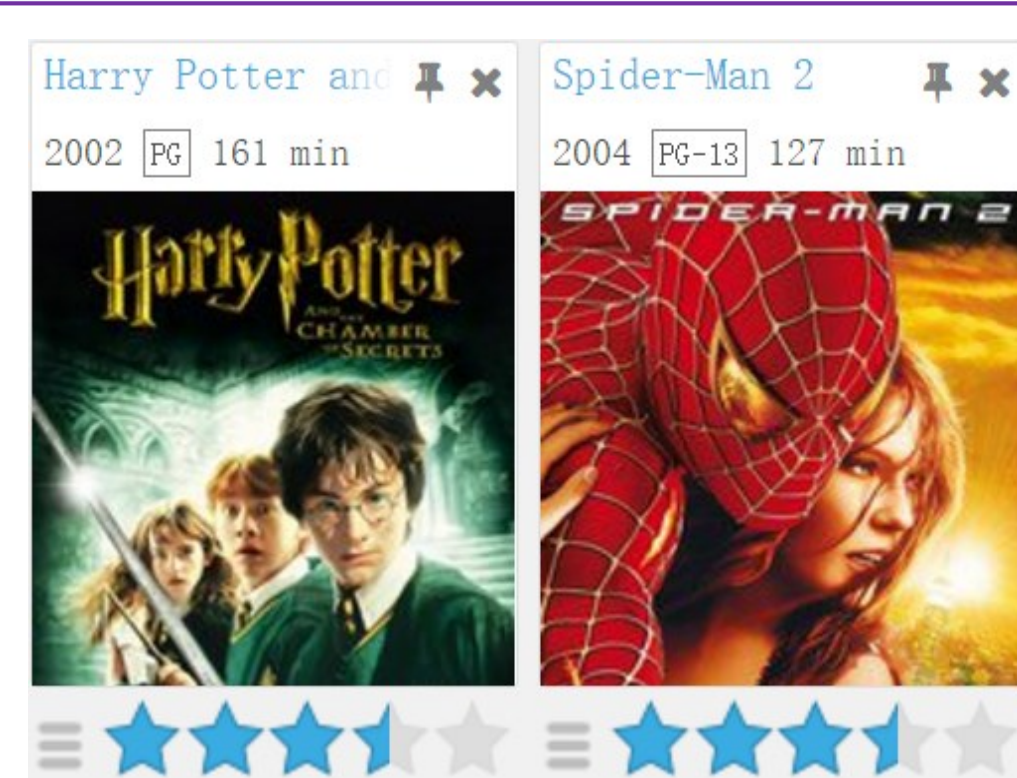 Harry Potter and
2002 PG 161 min
Harry Potter
AND THE
CHAMBER
OF SECRETS
Spider-Man 2
2004 PG-13 127 min
SPIDER-MAN 2